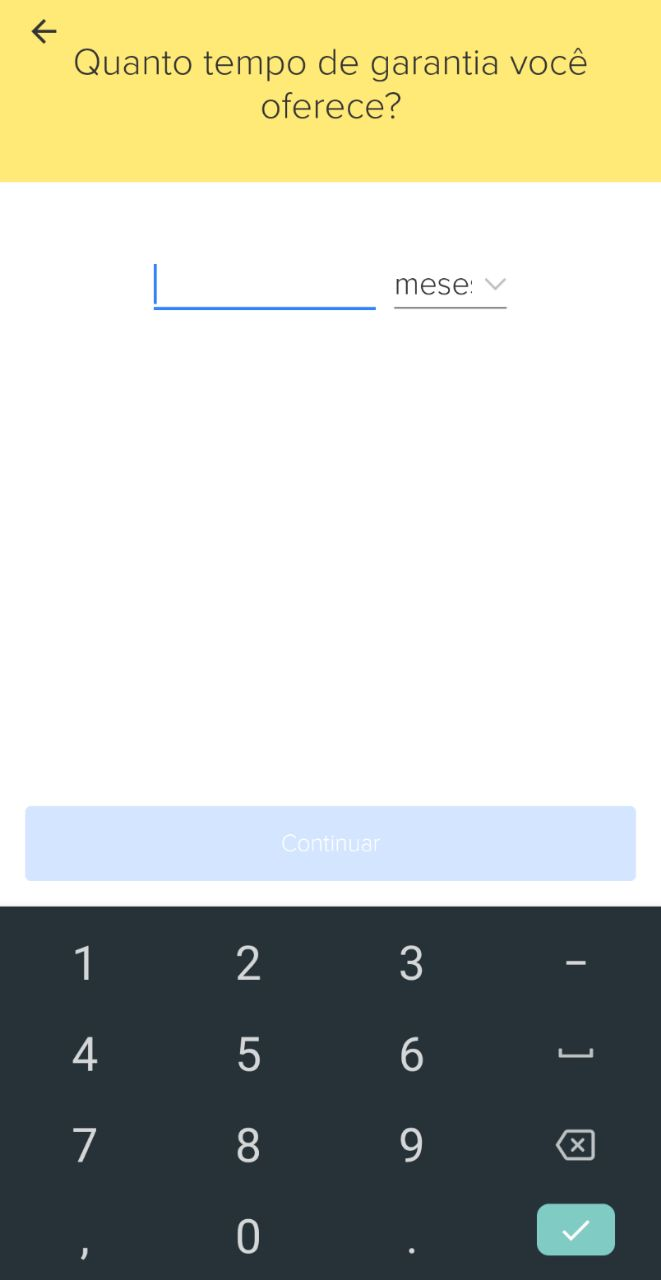 Quanto tempo de garantia você
oferece?
meses
Continuar
1 2 3 -
4 5 6
7 8 9
, 0 .